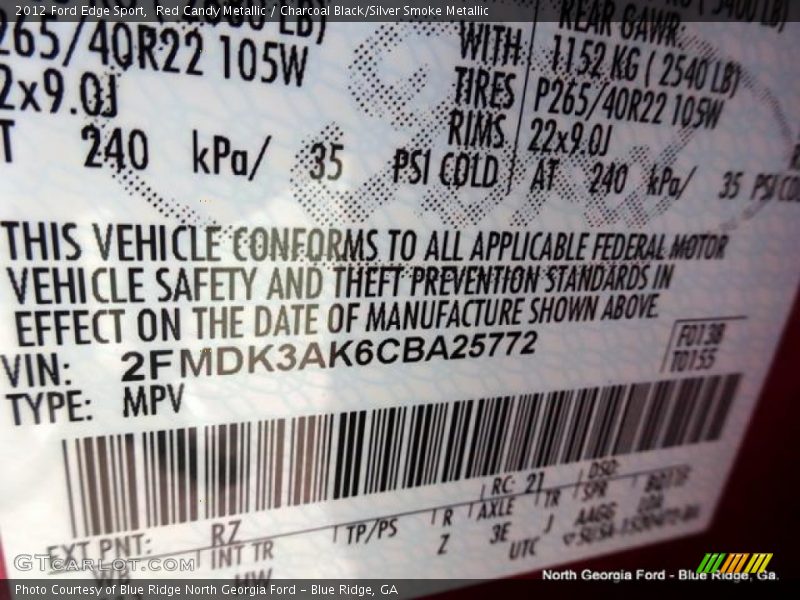 2012 Ford Edge Sport, Red Candy Metallic / Charcoal Black/Silver Smoke Metallic
REAR GAWR:
WITH 1152 KG ( 2540 LB)
265/40R22 105W TIRES P265/40R22 105W
2x9.0J RIMS 22x9.0J
T 240 kPa/ 35 PSI COLD AT 240 kPa/ 35 PSI COL
THIS VEHICLE CONFORMS TO ALL APPLICABLE FEDERAL MOTOR
VEHICLE SAFETY AND THEFT PREVENTION STANDARDS IN
EFFECT ON THE DATE OF MANUFACTURE SHOWN ABOVE.
VIN: 2FMDK3AK6CBA25772
F0138
T0155
TYPE: MPV
RC: 21 DSO:
EXT PNT: RZ
INT TR TP/PS R AXLE TR SPR
WB HW Z 3E J AAGG
UTC
GTCARLOT.COM
North Georgia Ford - Blue Ridge, Ga.
Photo Courtesy of Blue Ridge North Georgia Ford – Blue Ridge, GA